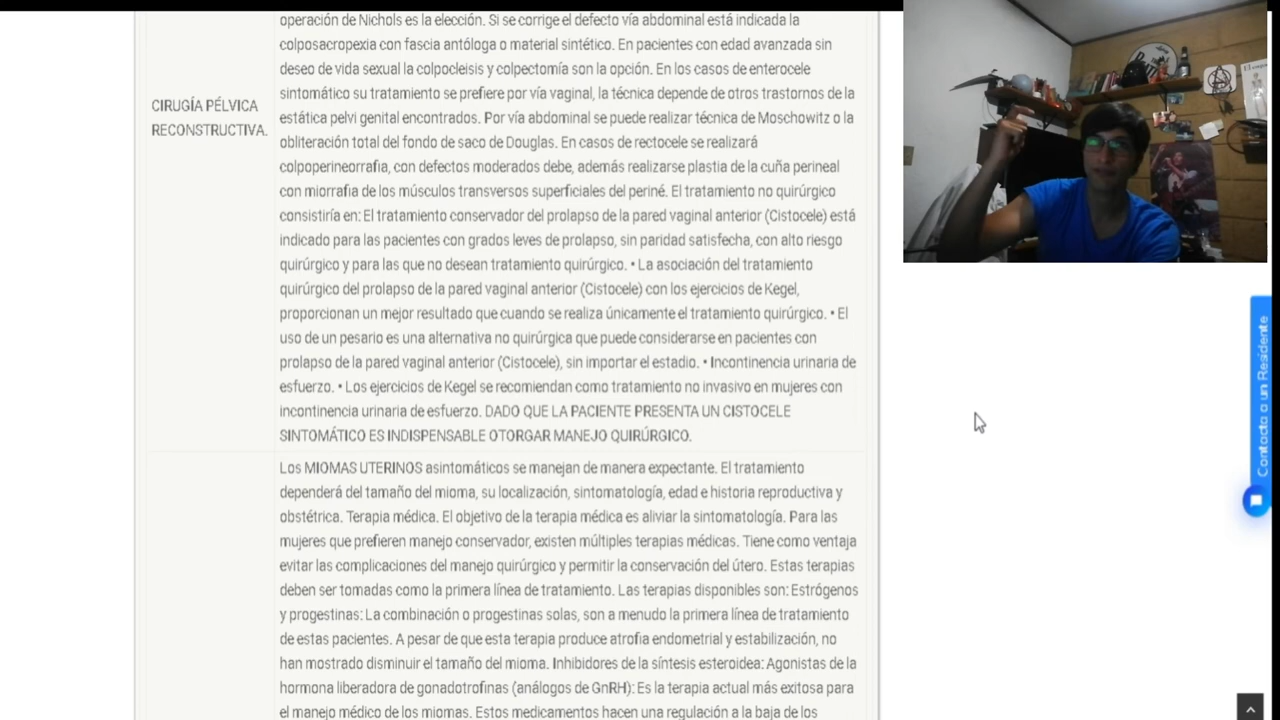 operación de Nichols es la elección. Si se corrige el defecto vía abdominal está indicada la
colposacropexia con fascia antóloga o material sintético. En pacientes con edad avanzada sin
deseo de vida sexual la colpocleisis y colpectomía son la opción. En los casos de enterocele
sintomático su tratamiento se prefiere por vía vaginal, la técnica depende de otros trastornos de la
estática pelvi genital encontrados. Por vía abdominal se puede realizar técnica de Moschowitz o la
obliteración total del fondo de saco de Douglas. En casos de rectocele se realizará
colpoperineorrafia, con defectos moderados debe, además realizarse plastia de la cuña perineal
con miorrafia de los músculos transversos superficiales del periné. El tratamiento no quirúrgico
consistiría en: El tratamiento conservador del prolapso de la pared vaginal anterior (Cistocele) está
indicado para las pacientes con grados leves de prolapso, sin paridad satisfecha, con alto riesgo
quirúrgico y para las que no desean tratamiento quirúrgico. • La asociación del tratamiento
quirúrgico del prolapso de la pared vaginal anterior (Cistocele) con los ejercicios de Kegel,
proporcionan un mejor resultado que cuando se realiza únicamente el tratamiento quirúrgico. • El
uso de un pesario es una alternativa no quirúrgica que puede considerarse en pacientes con
prolapso de la pared vaginal anterior (Cistocele), sin importar el estadio. • Incontinencia urinaria de
esfuerzo. • Los ejercicios de Kegel se recomiendan como tratamiento no invasivo en mujeres con
incontinencia urinaria de esfuerzo. DADO QUE LA PACIENTE PRESENTA UN CISTOCELE
SINTOMÁTICO ES INDISPENSABLE OTORGAR MANEJO QUIRÚRGICO.
CIRUGÍA PÉLVICA
RECONSTRUCTIVA.
Los MIOMAS UTERINOS asintomáticos se manejan de manera expectante. El tratamiento
dependerá del tamaño del mioma, su localización, sintomatología, edad e historia reproductiva y
obstétrica. Terapia médica. El objetivo de la terapia médica es aliviar la sintomatología. Para las
mujeres que prefieren manejo conservador, existen múltiples terapias médicas. Tiene como ventaja
evitar las complicaciones del manejo quirúrgico y permitir la conservación del útero. Estas terapias
deben ser tomadas como la primera línea de tratamiento. Las terapias disponibles son: Estrógenos
y progestinas: La combinación o progestinas solas, son a menudo la primera línea de tratamiento
de estas pacientes. A pesar de que esta terapia produce atrofia endometrial y estabilización, no
han mostrado disminuir el tamaño del mioma. Inhibidores de la síntesis esteroidea: Agonistas de la
hormona liberadora de gonadotrofinas (análogos de GnRH): Es la terapia actual más exitosa para
el manejo médico de los miomas. Estos medicamentos hacen una regulación a la baja de los
Contacta a un Residente